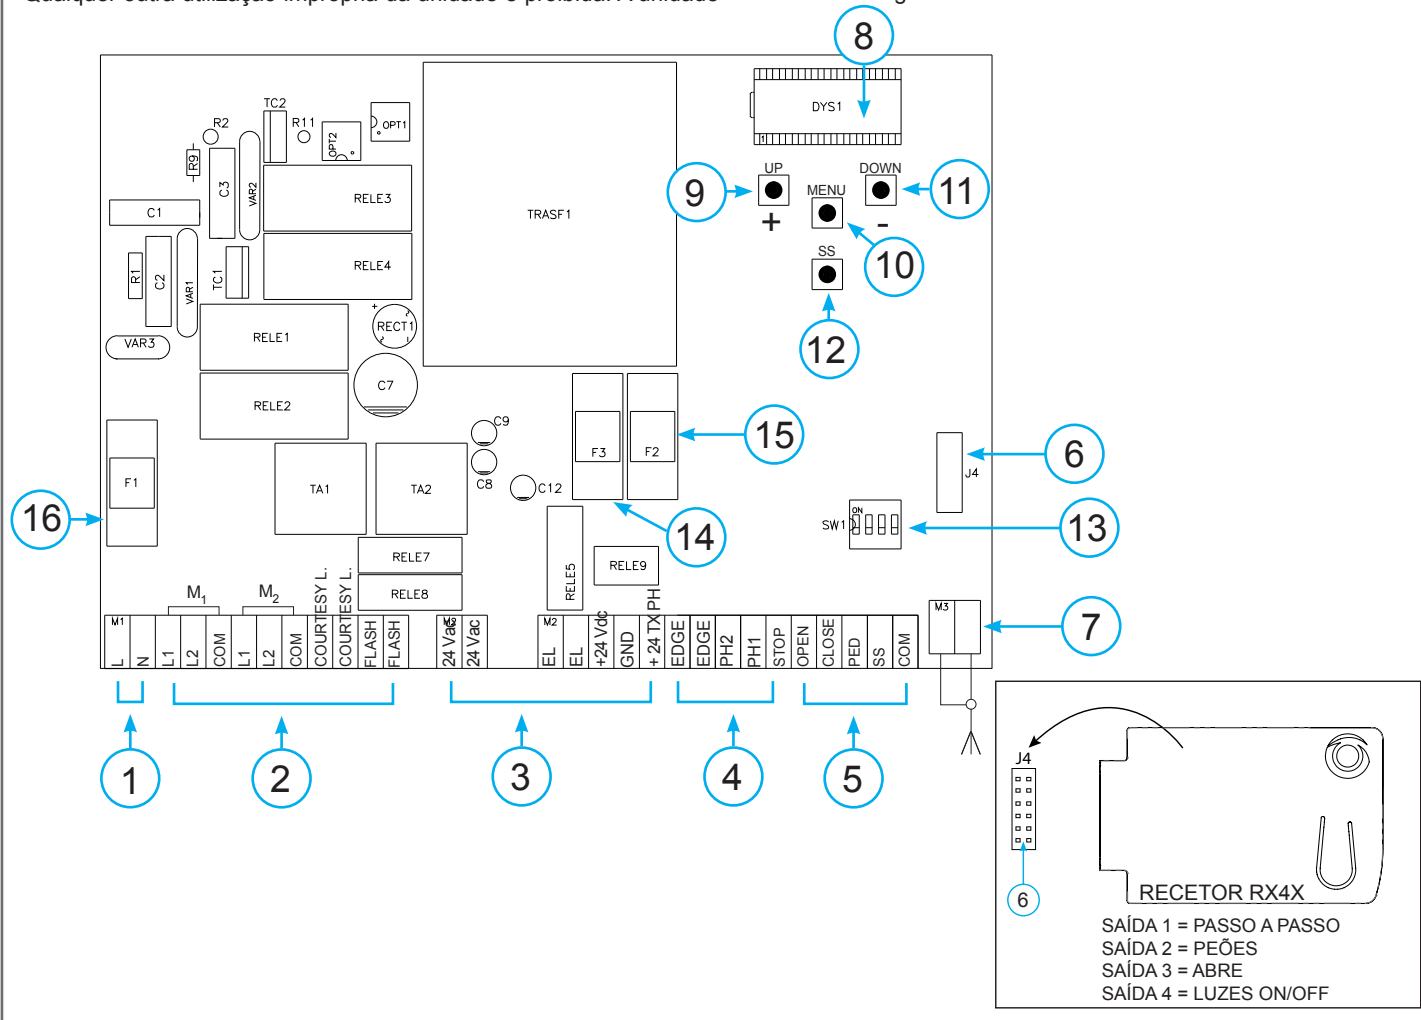 8
TC2
R2
R11
OPT1
OPT2
DYS1
1
R9
C3
VAR2
RELE3
TRASF1
UP
DOWN
9
MENU
11
+
-
C1
SS
10
R1
C2
VAR1
TC1
RELE4
RECT1
RELE1
VAR3
12
C7
RELE2
C9
15
6
F3
F2
F1
TA1
TA2
C8
C12
J4
16
ON
SW1
13
14
RELE7
RELE5
RELE9
RELE8
M1
M2
M1
L
N
L1
L2
COM
L1
L2
COM
COURTESY L.
COURTESY L.
FLASH
FLASH
M2
24 Vac
24 Vac
M2
EL
EL
+24 Vdc
GND
+ 24 TX PH
EDGE
EDGE
PH2
PH1
STOP
OPEN
CLOSE
PED
SS
COM
M3
7
1
2
3
4
5
J4
6
RECETOR RX4X
SAÍDA 1 = PASSO A PASSO
SAÍDA 2 = PEÕES
SAÍDA 3 = ABRE
SAÍDA 4 = LUZES ON/OFF